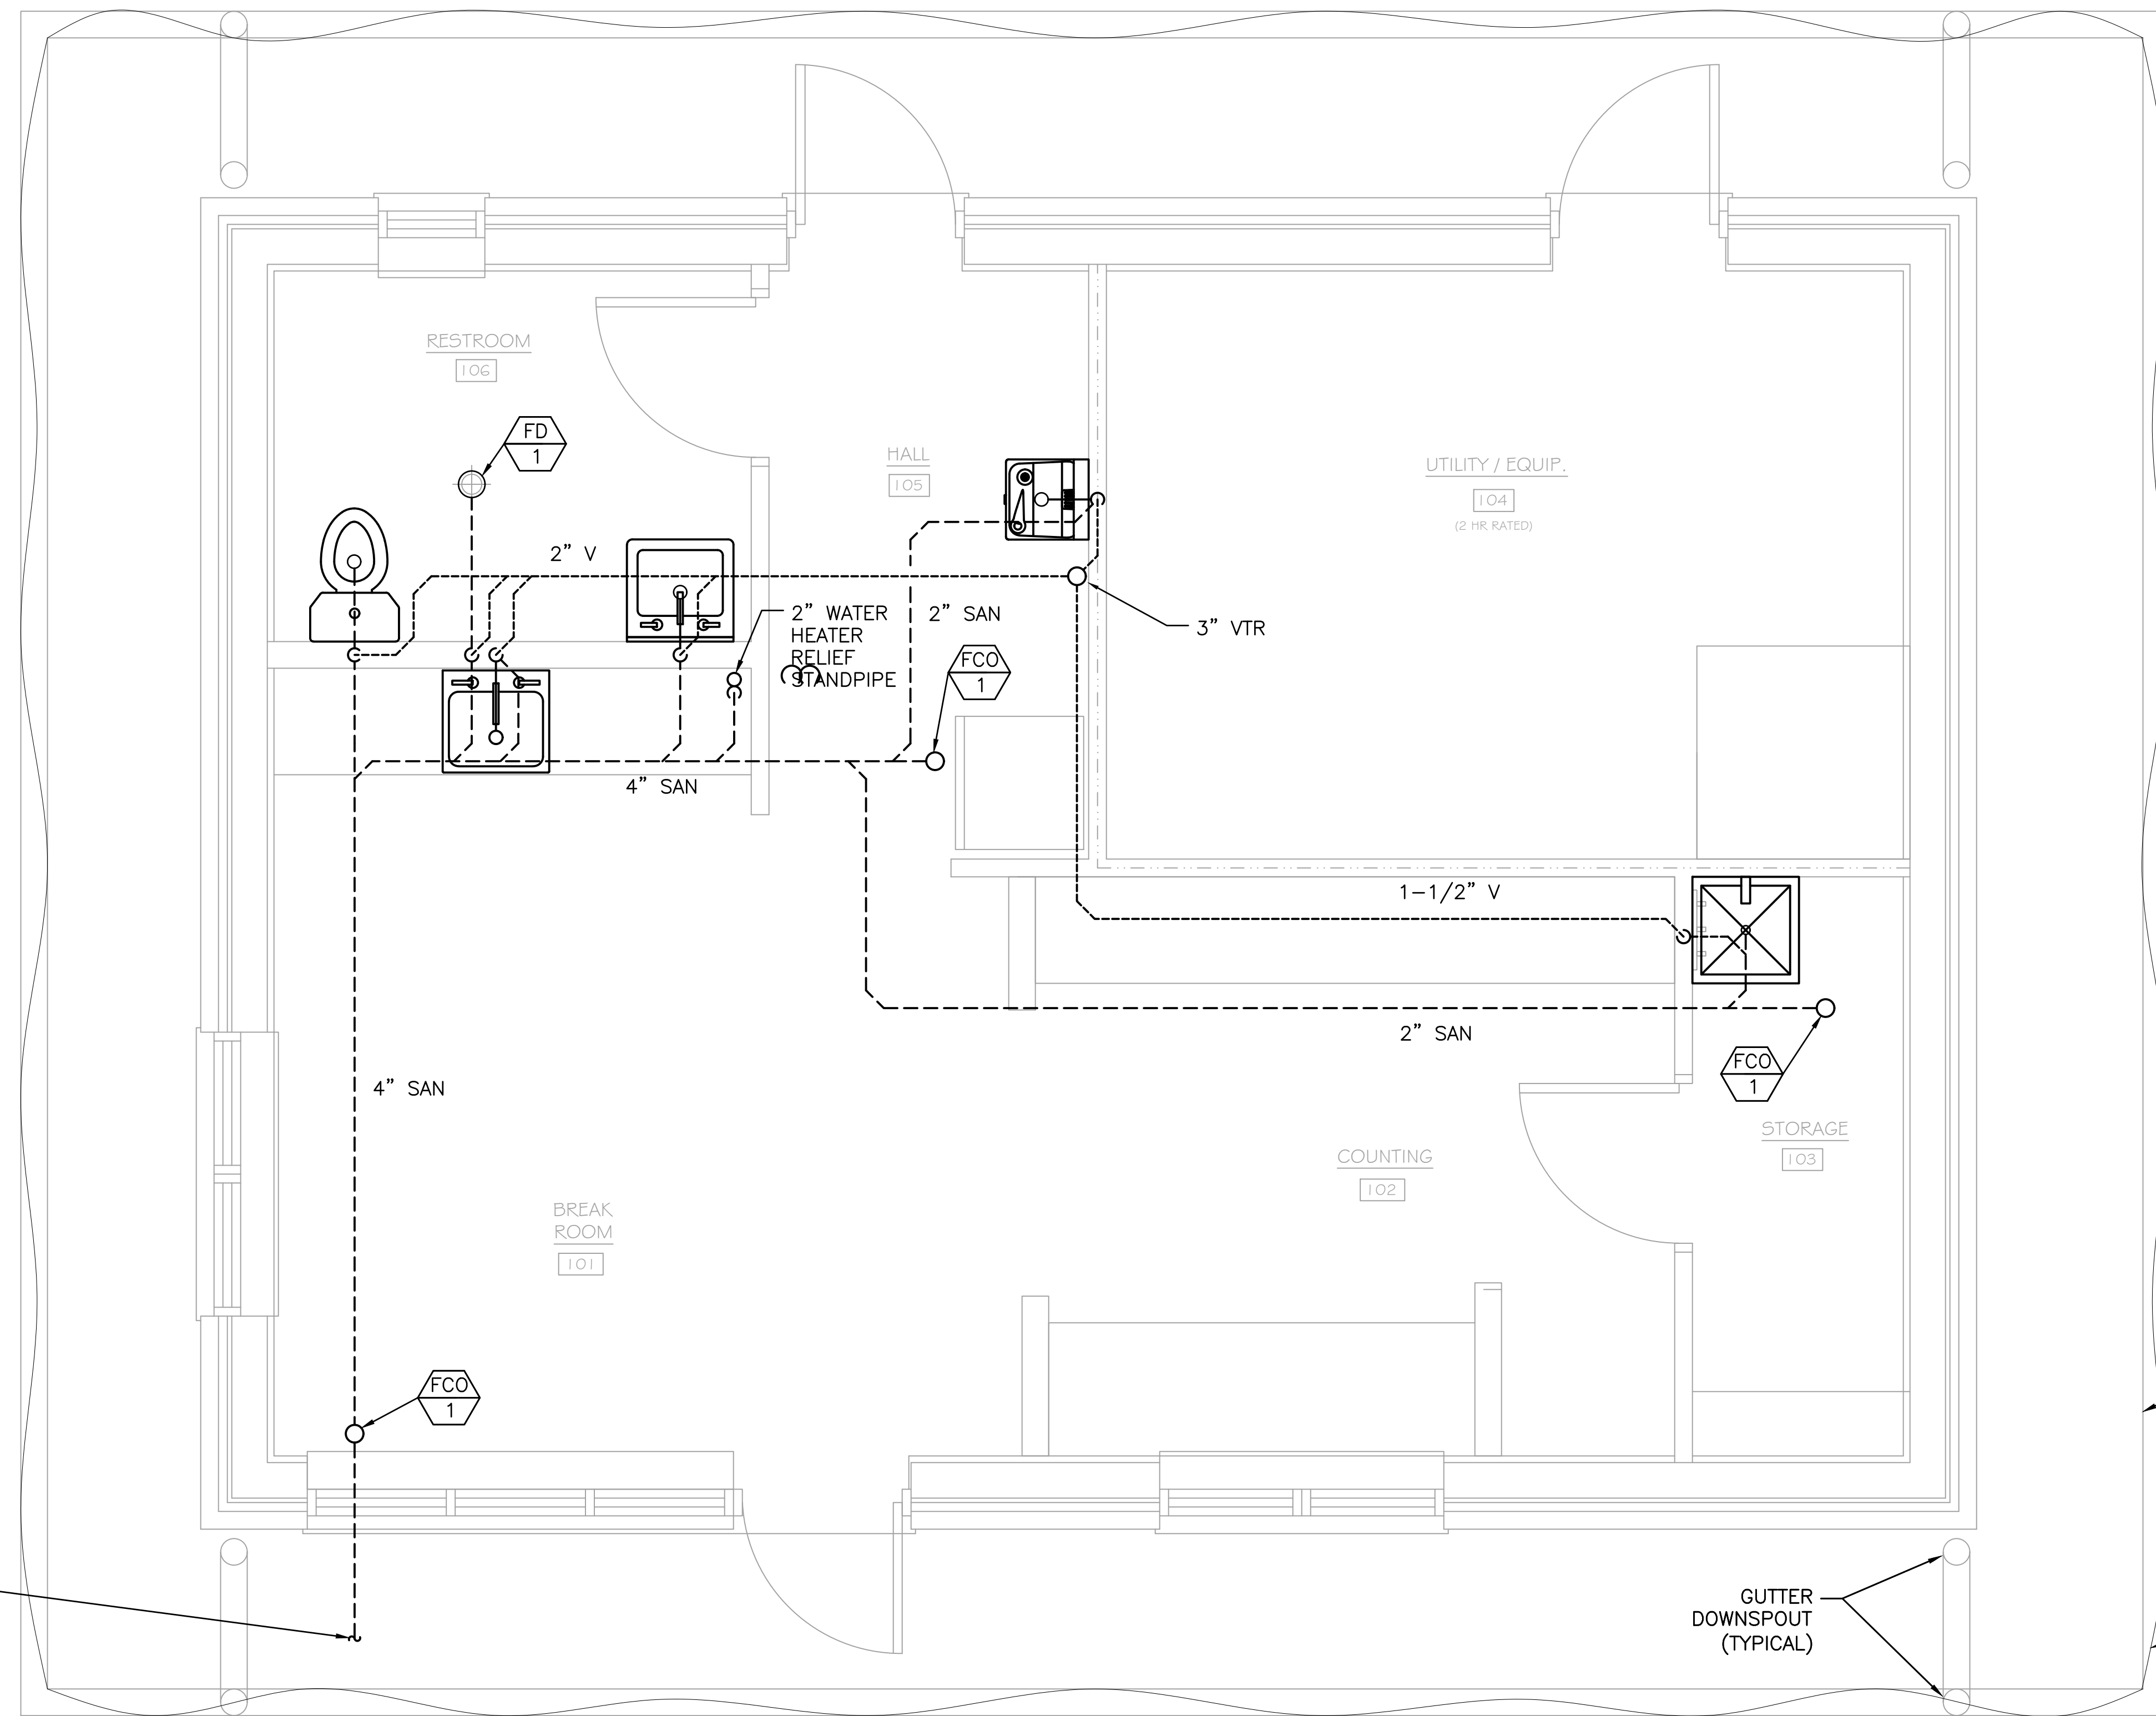 RESTROOM
106
FD
1
HALL
105
UTILITY / EQUIP.
104
(2 HR RATED)
2” V
2” WATER
HEATER
RELIEF
STANDPIPE
2” SAN
3” VTR
FCO
1
4” SAN
1-1/2” V
2” SAN
FCO
1
4” SAN
STORAGE
103
COUNTING
102
BREAK
ROOM
101
FCO
1
GUTTER
DOWNSPOUT
(TYPICAL)